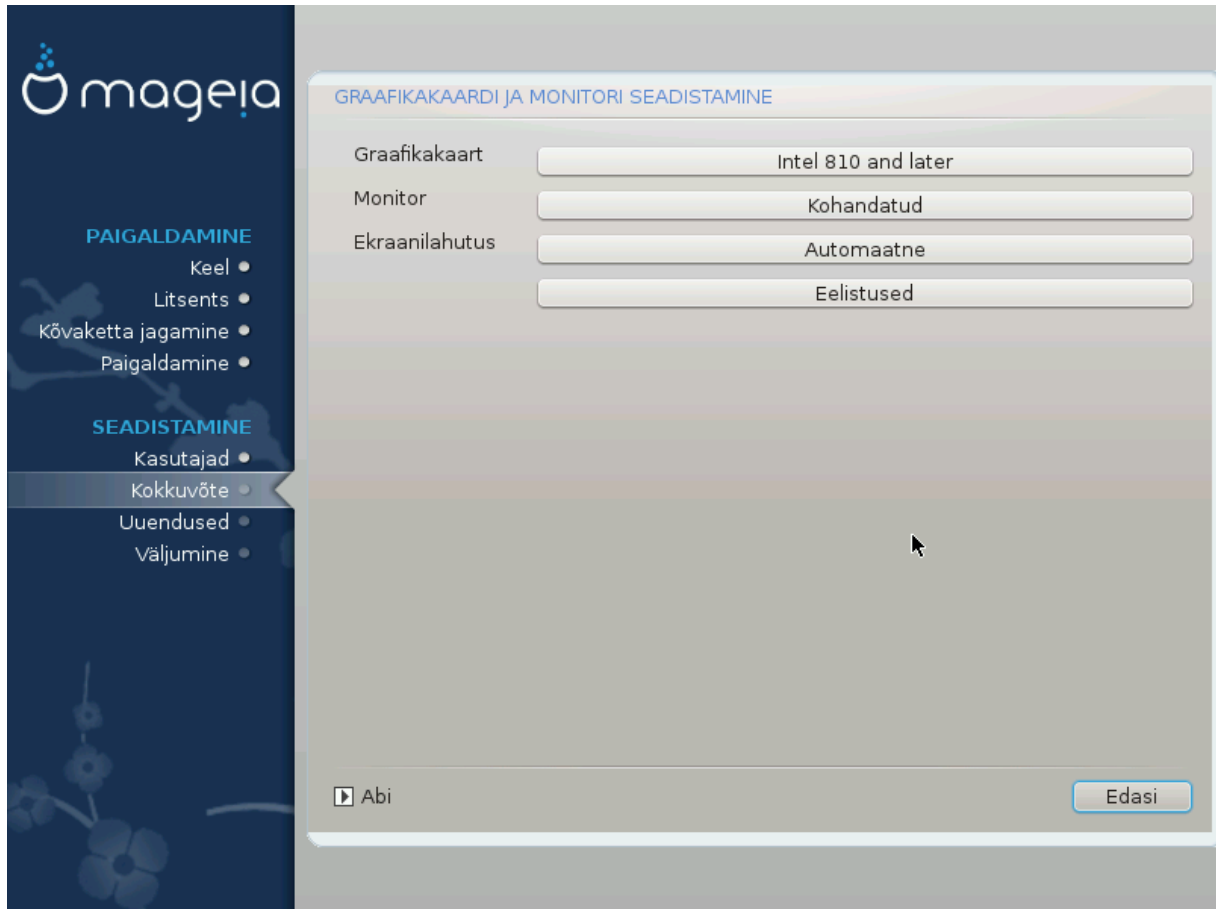 mageia
PAIGALDAMINE
Keel
Litsents
Kõvaketta jagamine
Paigaldamine
SEADISTAMINE
Kasutajad
Kokkuvõte
Uuendused
Väljumine
GRAAFIKAKAARDI JA MONITORI SEADISTAMINE
Graafikakaart Intel 810 and later
Monitor Kohandatud
Ekraanilahutus Automaatne
Eelistused
Abi Edasi